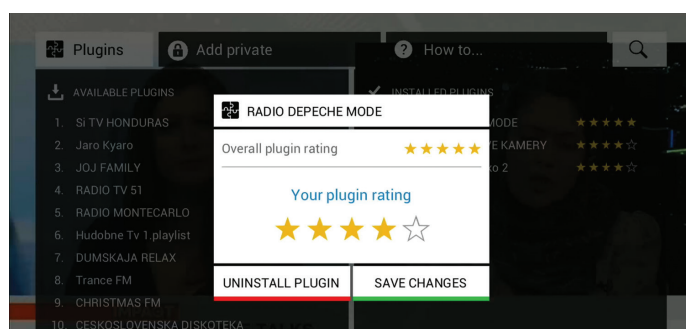 Plugins
Add private
How to...
AVAILABLE PLUGINS
INSTALLED PLUGINS
1. Si TV HONDURAS
2. Jaro Kyaro
3. JOJ FAMILY
4. RADIO TV 51
5. RADIO MONTECARLO
6. Hudobne Tv 1.playlist
7. DUMSKAJA RELAX
8. Trance FM
9. CHRISTMAS FM
10. CESKOSLOVENSKA DISKOTEKA
MODE
KAMERY
2
RADIO DEPECHE MODE
Overall plugin rating
Your plugin rating
UNINSTALL PLUGIN
SAVE CHANGES